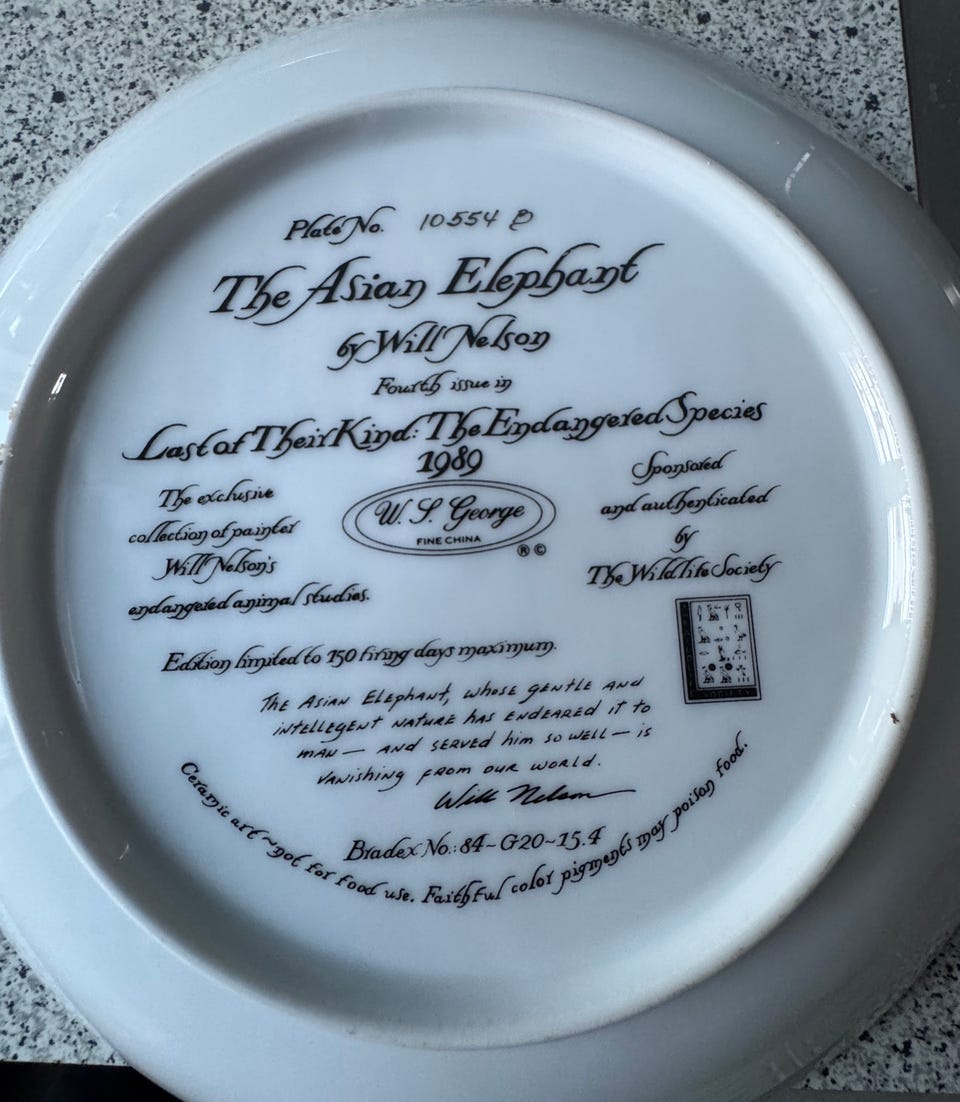 Plate No. 10554 B
The Asian Elephant
by Will Nelson
Fourth issue in
Last of Their Kind: The Endangered Species
1989
The exclusive
collection of painter
Will Nelson's
endangered animal studies.
W. S. George
FINE CHINA
® ©
Sponsored
and authenticated
by
The Wildlife Society
SOCIETY
Edition limited to 150 firing days maximum.
THE ASIAN ELEPHANT, WHOSE GENTLE AND
INTELLEGENT NATURE HAS ENDEARED IT TO
MAN — AND SERVED HIM SO WELL — IS
VANISHING FROM OUR WORLD.
Will Nelson
Bradex No.: 84-G20-15.4
Ceramic art ~ not for food use. Faithful color pigments may poison food.